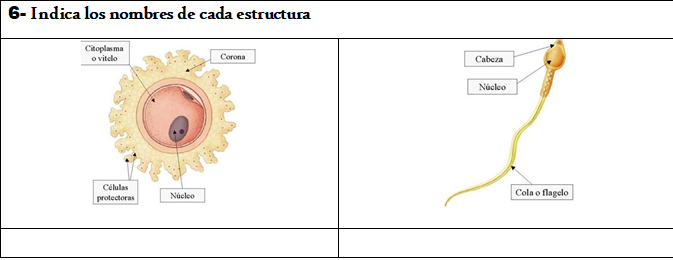 6- Indica los nombres de cada estructura
Citoplasma
o vitelo
Corona
Células
protectoras
Núcleo
Cabeza
Núcleo
Cola o flagelo